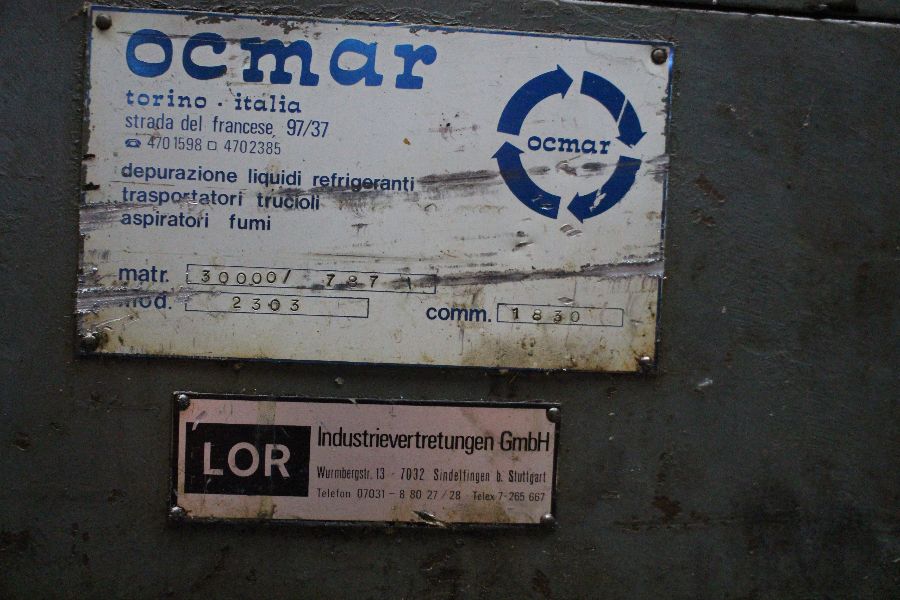 ocmar
torino · italia
strada del francese, 97/37
☎ 4701598 □ 4702385
depurazione liquidi refrigeranti
trasportatori trucioli
aspiratori fumi
ocmar
matr. 30000/ 787
mod. 2303
comm. 1830
LOR
Industrievertretungen GmbH
Wurmbergstr. 13 - 7032 Sindelfingen b. Stuttgart
Telefon 07031 – 8 80 27/28 Telex 7-265 667